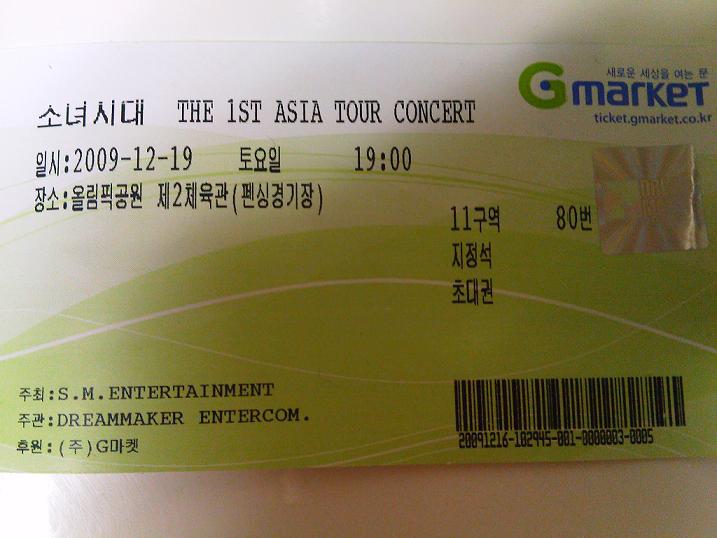 새로운 세상을 여는 문
Gmarket
ticket.gmarket.co.kr
소녀시대 THE 1ST ASIA TOUR CONCERT
일시:2009-12-19 토요일 19:00
장소:올림픽공원 제2체육관(펜싱경기장)
11구역 80번
지정석
초대권
주최:S.M.ENTERTAINMENT
주관:DREAMMAKER ENTERCOM.
후원:(주)G마켓
20091216-102945-001-0000003-0005